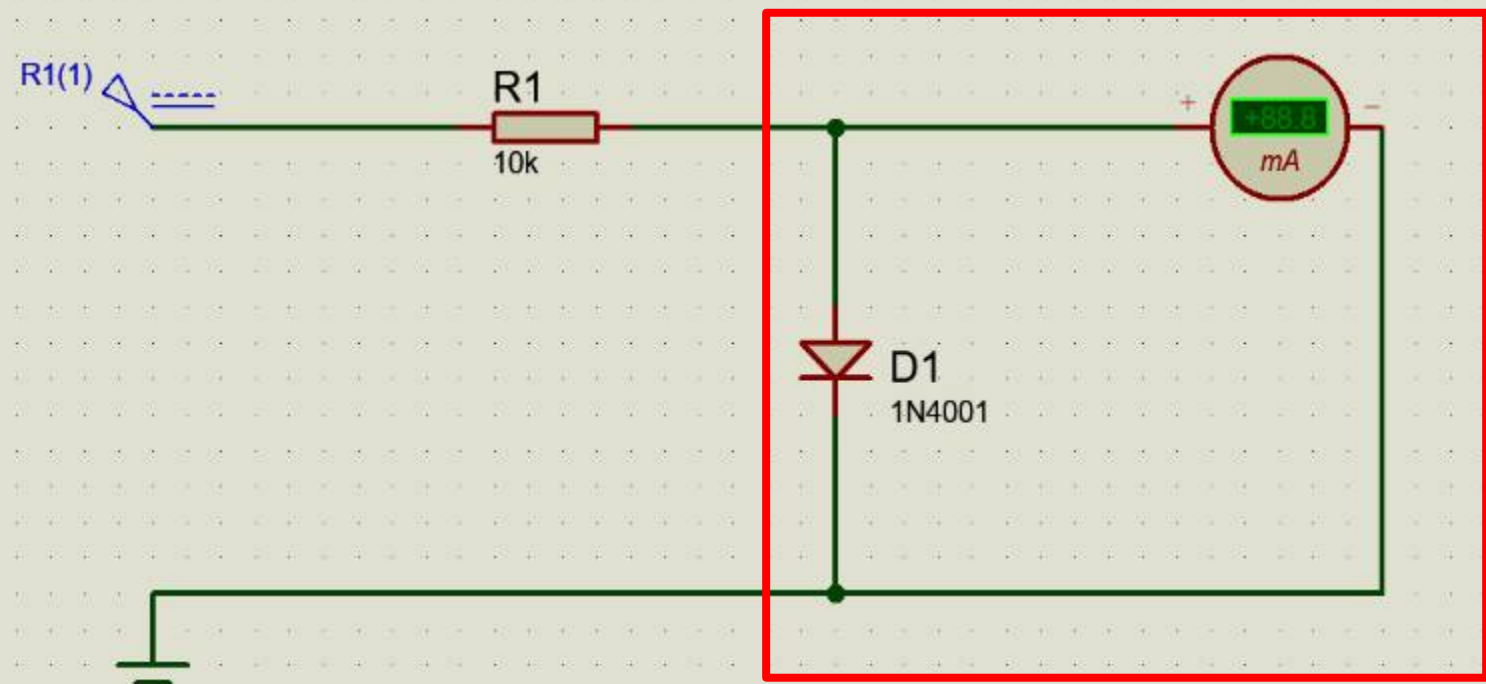 R1(1)
R1
10k
+88.8
mA
+
−
D1
1N4001